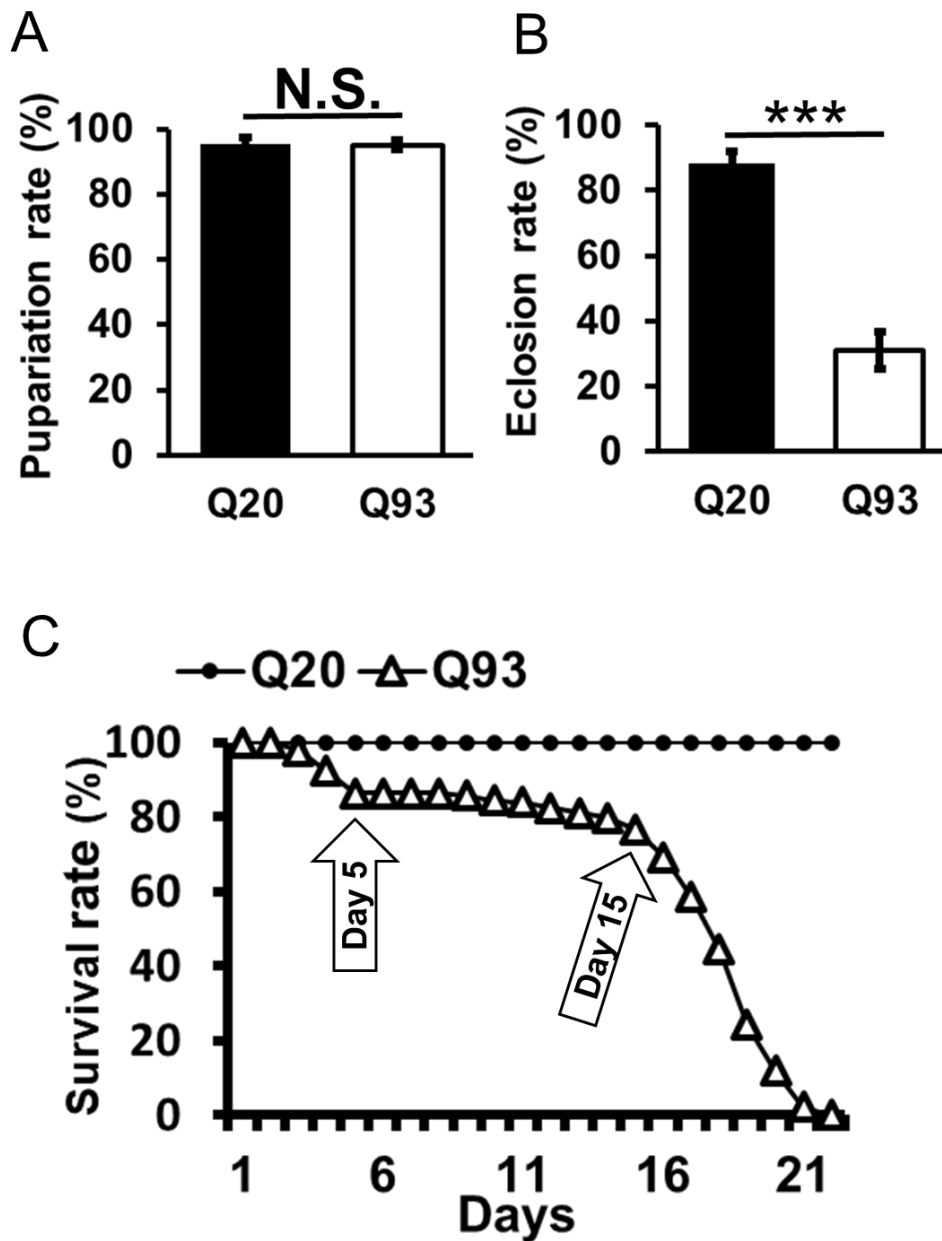 A
N.S.
Pupariation rate (%)
100
80
60
40
20
0
Q20 Q93
B
***
Eclosion rate (%)
100
80
60
40
20
0
Q20 Q93
C
Q20 Q93
Survival rate (%)
100
80
60
40
20
0
Day 5
Day 15
1 6 11 16 21
Days